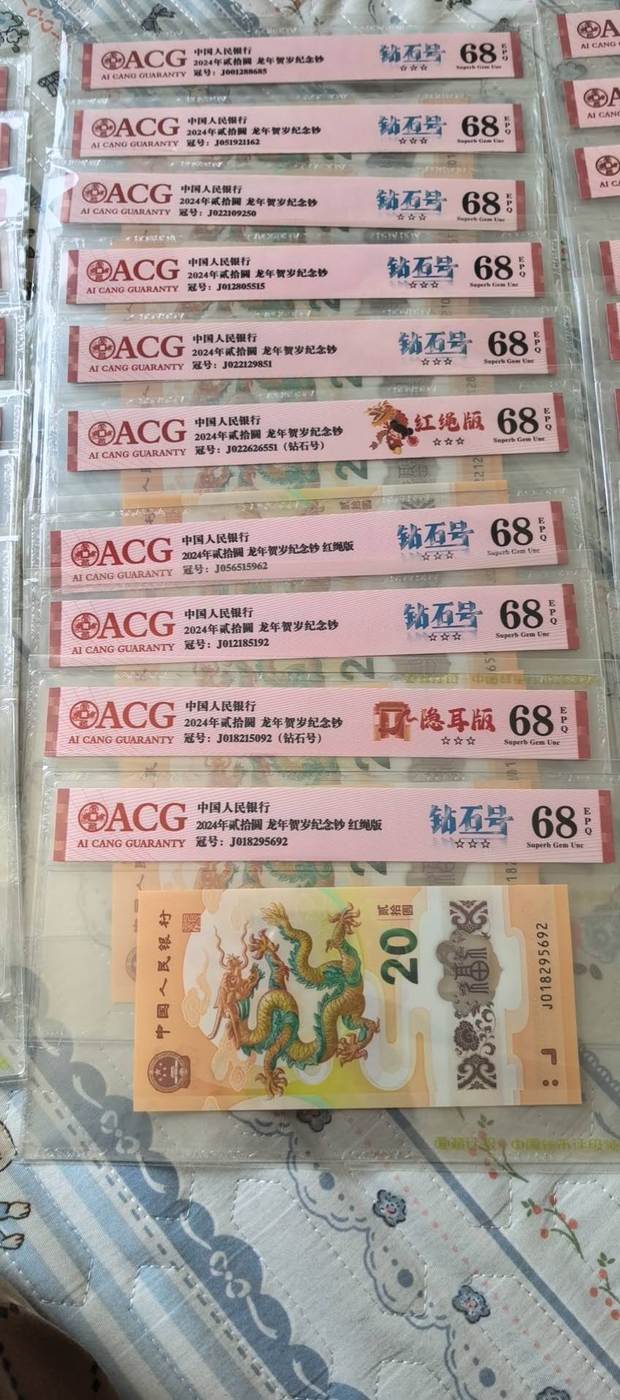 ACG
AI CANG GUARANTY
中国人民银行
2024年贰拾圆 龙年贺岁纪念钞
冠号：J001288685
钻石号
☆☆☆
68 EPQ
Superb Gem Unc
ACG
AI CANG GUARANTY
中国人民银行
2024年贰拾圆 龙年贺岁纪念钞
冠号：J051921162
钻石号
☆☆☆
68 EPQ
Superb Gem Unc
ACG
AI CANG GUARANTY
中国人民银行
2024年贰拾圆 龙年贺岁纪念钞
冠号：J022109250
钻石号
☆☆☆
68 EPQ
Superb Gem Unc
ACG
AI CANG GUARANTY
中国人民银行
2024年贰拾圆 龙年贺岁纪念钞
冠号：J012805515
钻石号
☆☆☆
68 EPQ
Superb Gem Unc
ACG
AI CANG GUARANTY
中国人民银行
2024年贰拾圆 龙年贺岁纪念钞
冠号：J022129851
钻石号
☆☆☆
68 EPQ
Superb Gem Unc
ACG
AI CANG GUARANTY
中国人民银行
2024年贰拾圆 龙年贺岁纪念钞
冠号：J022626551（钻石号）
红绳版
☆☆☆
68 EPQ
Superb Gem Unc
ACG
AI CANG GUARANTY
中国人民银行
2024年贰拾圆 龙年贺岁纪念钞 红绳版
冠号：J056515962
钻石号
☆☆☆
68 EPQ
Superb Gem Unc
ACG
AI CANG GUARANTY
中国人民银行
2024年贰拾圆 龙年贺岁纪念钞
冠号：J012185192
钻石号
☆☆☆
68 EPQ
Superb Gem Unc
ACG
AI CANG GUARANTY
中国人民银行
2024年贰拾圆 龙年贺岁纪念钞
冠号：J018215092（钻石号）
隐耳版
☆☆☆
68 EPQ
Superb Gem Unc
ACG
AI CANG GUARANTY
中国人民银行
2024年贰拾圆 龙年贺岁纪念钞 红绳版
冠号：J018295692
钻石号
☆☆☆
68 EPQ
Superb Gem Unc
中国人民银行
贰拾圆
20
福
J018295692